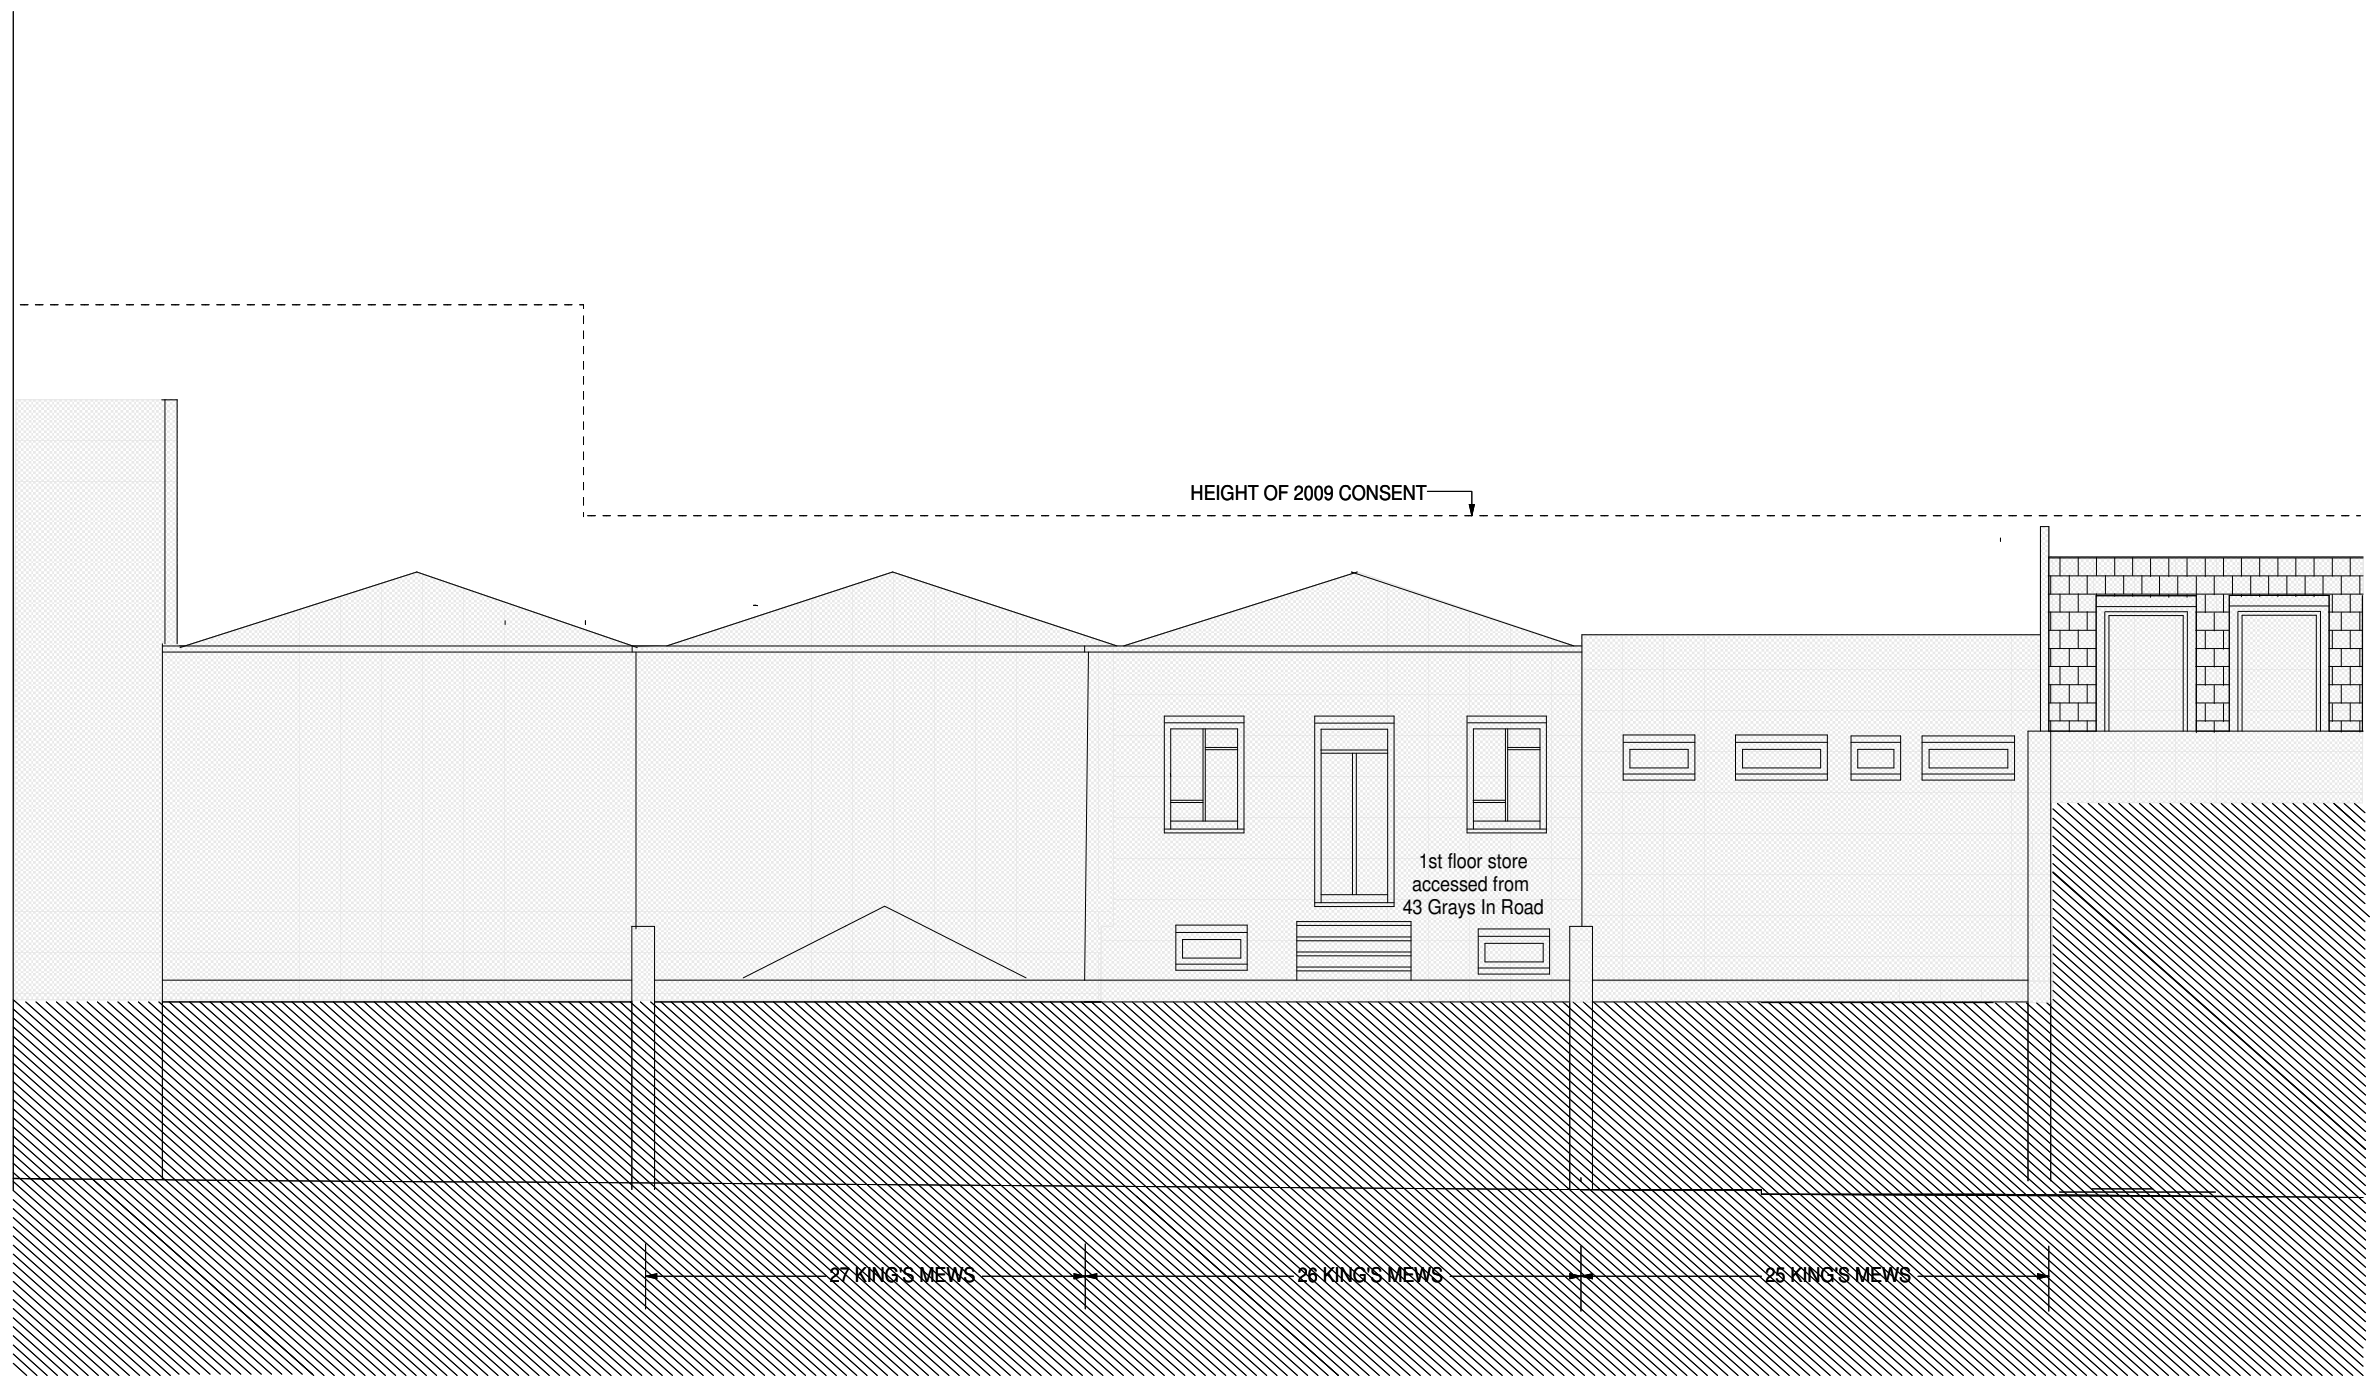 HEIGHT OF 2009 CONSENT
1st floor store
accessed from
43 Grays In Road
27 KING'S MEWS
26 KING'S MEWS
25 KING'S MEWS